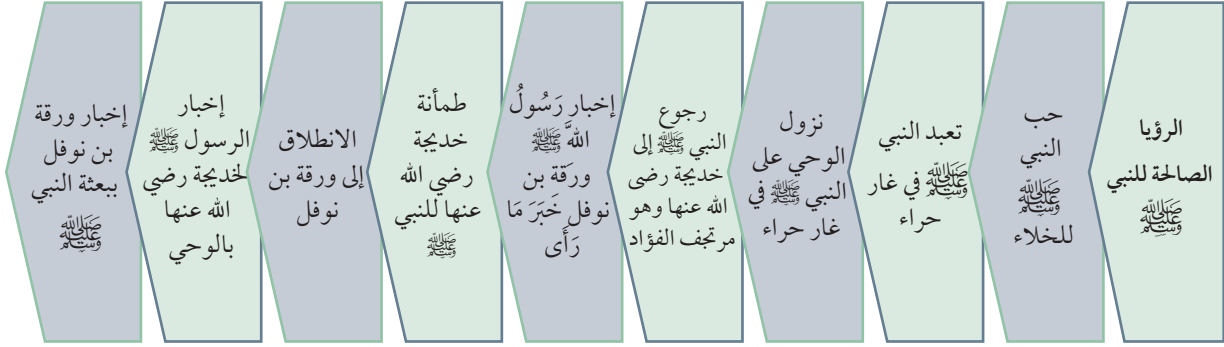 الرؤيا
الصالحة للنبي
ﷺ
حب
النبي
ﷺ
للخلاء
تعبد النبي
ﷺ في غار
حراء
نزول
الوحي على
النبي ﷺ في
غار حراء
رجوع
النبي ﷺ إلى
خديجة رضى
الله عنها وهو
مرتجف الفؤاد
إخبار رَسُولُ
اللهَّ ﷺ
ورَقة بن
نوفل خَبَرَ مَا
رَأَى
طمأنة
خديجة
رضي الله
عنها للنبي
ﷺ
الانطلاق
إلى ورقة بن
نوفل
إخبار
الرسول ﷺ
لخديجة رضي
الله عنها
بالوحي
إخبار ورقة
بن نوفل
ببعثة النبي
ﷺ